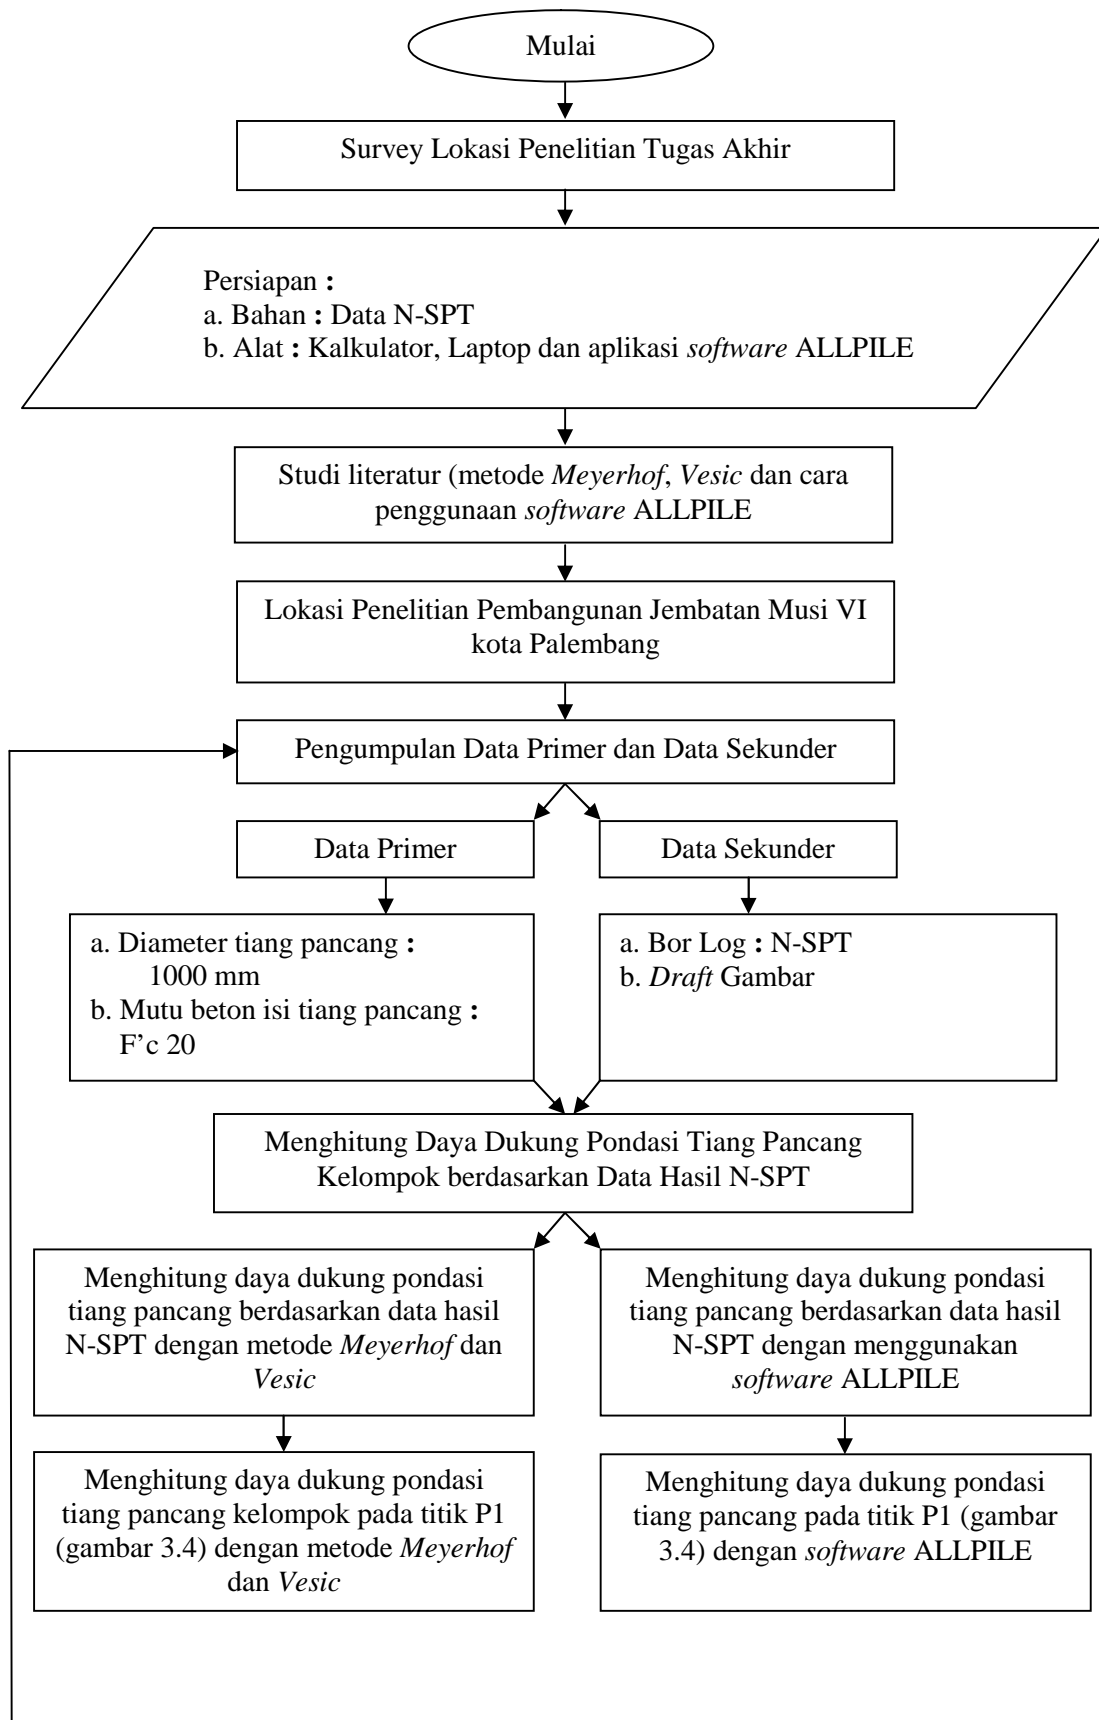 Mulai
Survey Lokasi Penelitian Tugas Akhir
Persiapan :
a. Bahan : Data N-SPT
b. Alat : Kalkulator, Laptop dan aplikasi software ALLPILE
Studi literatur (metode Meyerhof, Vesic dan cara
penggunaan software ALLPILE
Lokasi Penelitian Pembangunan Jembatan Musi VI
kota Palembang
Pengumpulan Data Primer dan Data Sekunder
Data Primer
Data Sekunder
a. Diameter tiang pancang :
1000 mm
b. Mutu beton isi tiang pancang :
F’c 20
a. Bor Log : N-SPT
b. Draft Gambar
Menghitung Daya Dukung Pondasi Tiang Pancang
Kelompok berdasarkan Data Hasil N-SPT
Menghitung daya dukung pondasi
tiang pancang berdasarkan data hasil
N-SPT dengan metode Meyerhof dan
Vesic
Menghitung daya dukung pondasi
tiang pancang berdasarkan data hasil
N-SPT dengan menggunakan
software ALLPILE
Menghitung daya dukung pondasi
tiang pancang kelompok pada titik P1
(gambar 3.4) dengan metode Meyerhof
dan Vesic
Menghitung daya dukung pondasi
tiang pancang pada titik P1 (gambar
3.4) dengan software ALLPILE